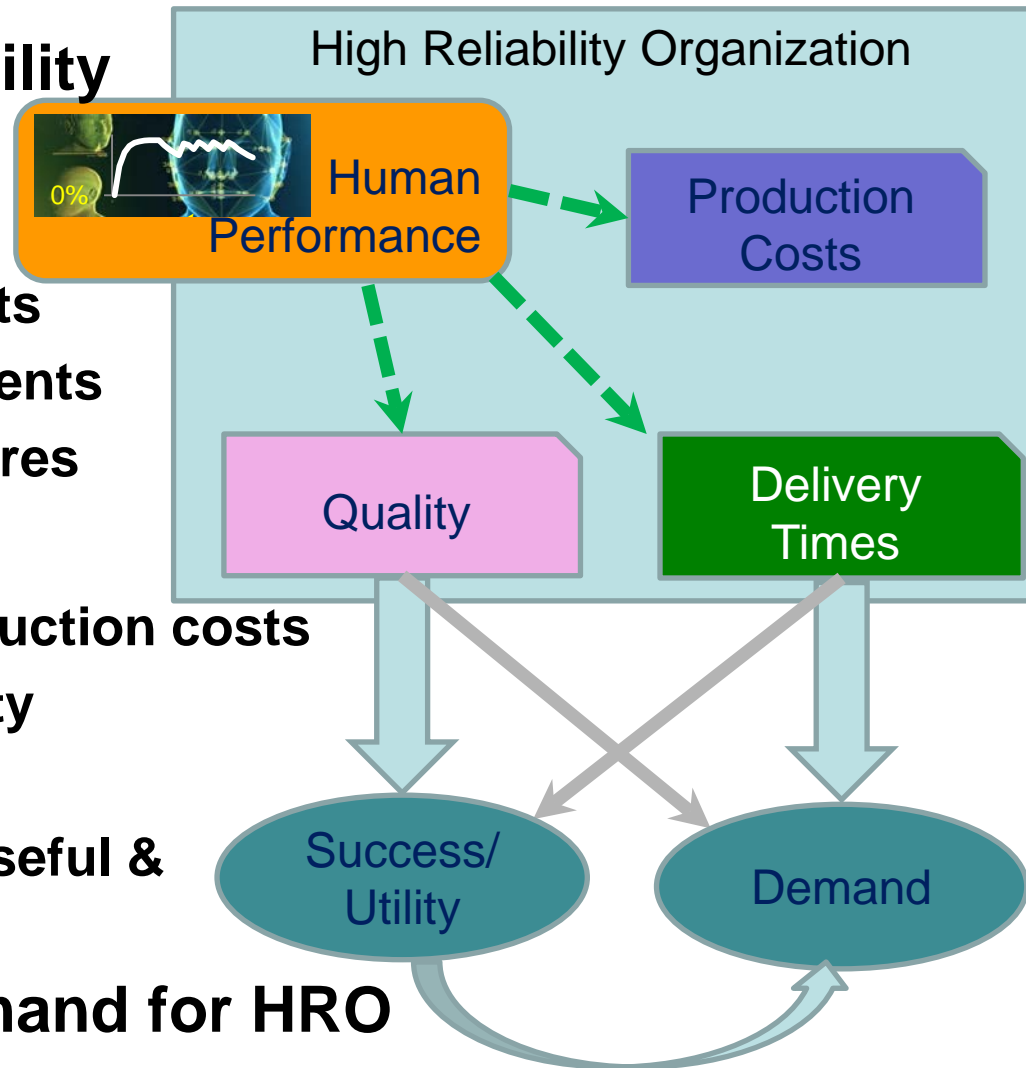 High Reliability Organization
ility
0%
Human
Performance
Production
Costs
ts
ents
res
Quality
Delivery
Times
uction costs
ty
seful &
Success/
Utility
Demand
nand for HRO